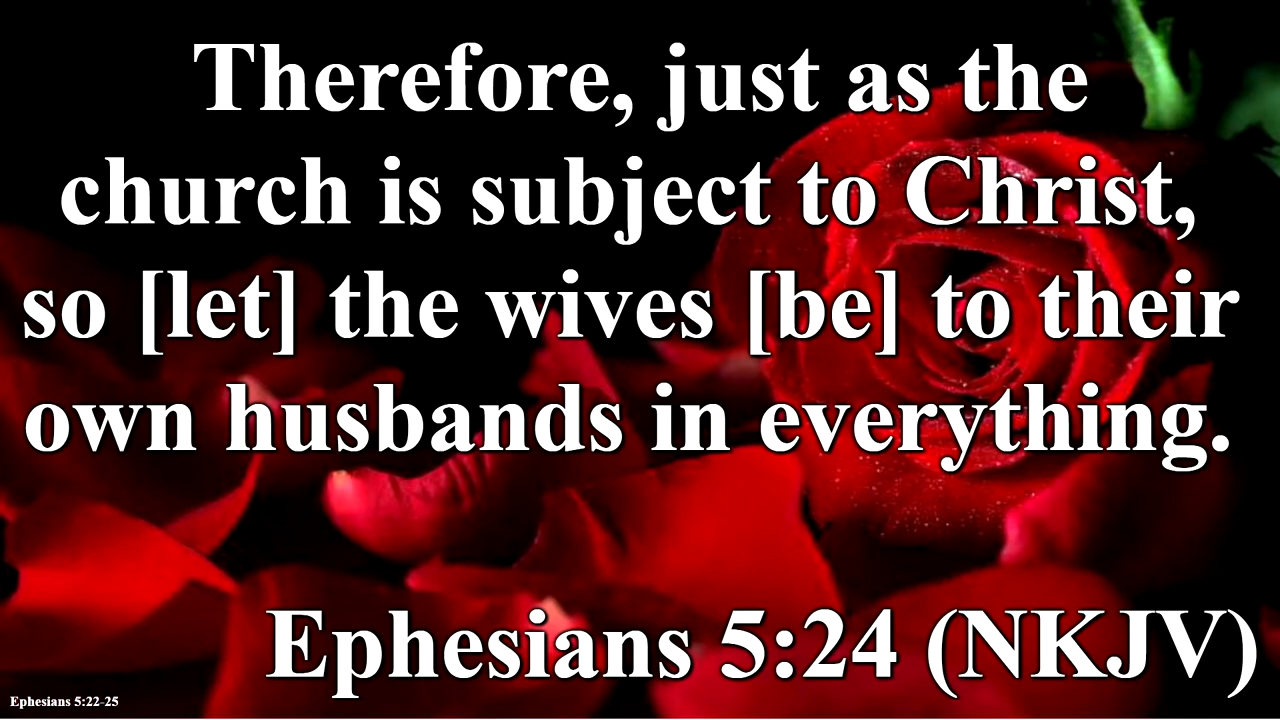 Therefore, just as the
church is subject to Christ,
so [let] the wives [be] to their
own husbands in everything.
Ephesians 5:24 (NKJV)
Ephesians 5:22-25